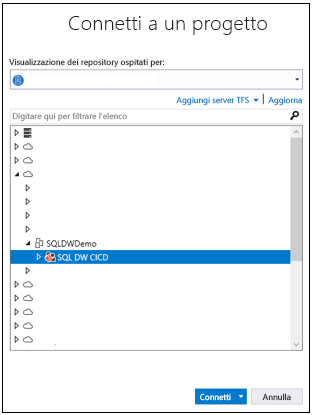 Connetti a un progetto
Visualizzazione dei repository ospitati per:
Aggiungi server TFS | Aggiorna
Digitare qui per filtrare l'elenco
SQLDWDemo
SQL DW CICD
Connetti Annulla